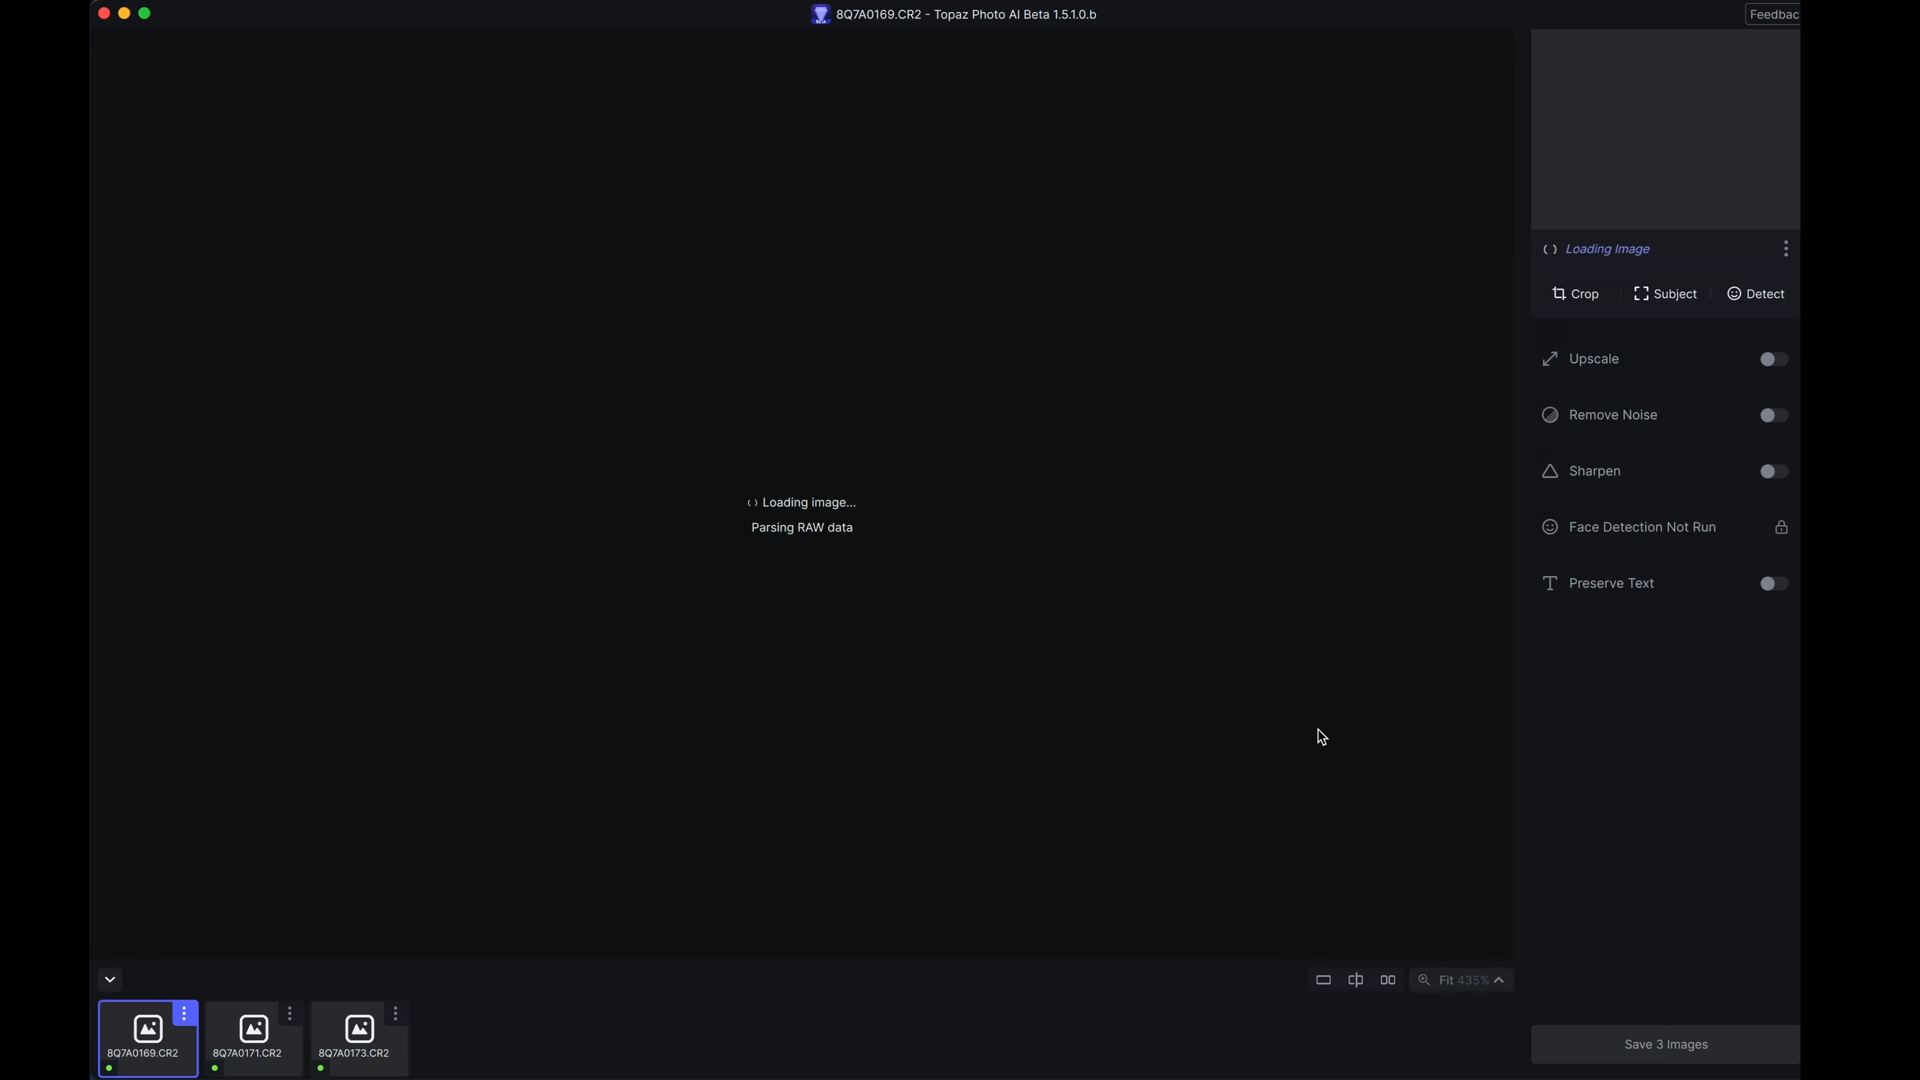 8Q7A0169.CR2 - Topaz Photo AI Beta 1.5.1.0.b
Feedbac
Loading Image
Crop
Subject
Detect
Upscale
Remove Noise
Sharpen
Face Detection Not Run
Preserve Text
Loading image...
Parsing RAW data
Fit 435%
8Q7A0169.CR2
8Q7A0171.CR2
8Q7A0173.CR2
Save 3 Images